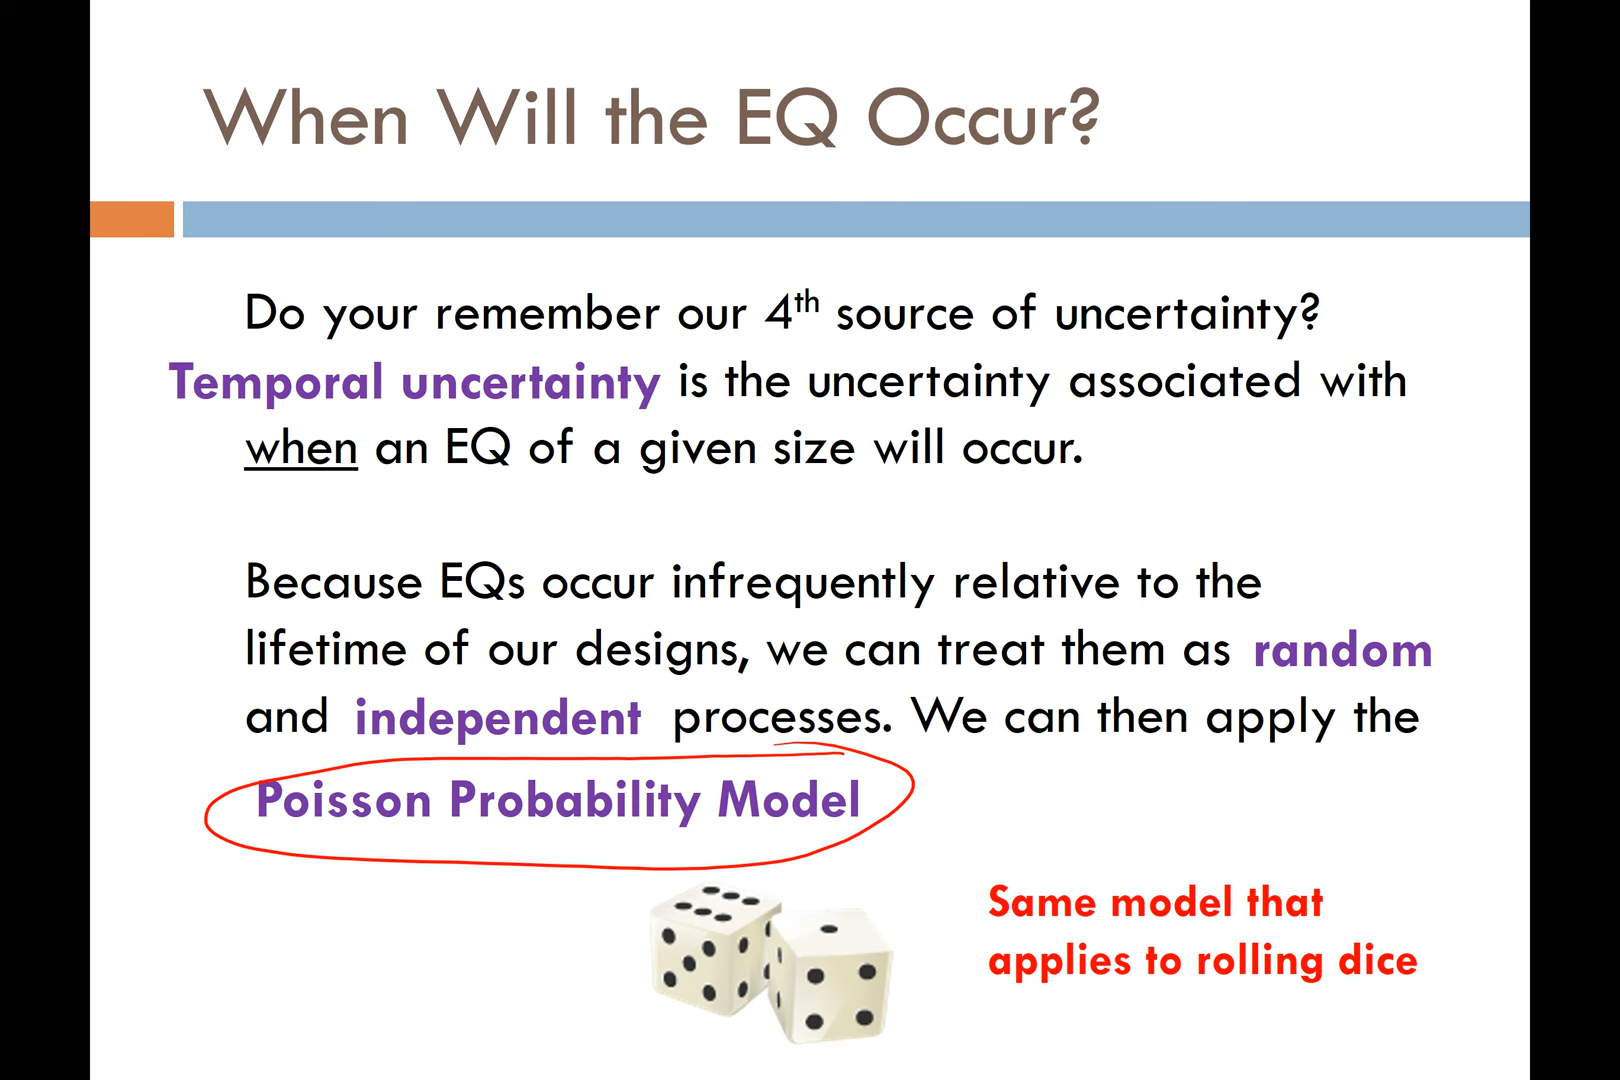 When Will the EQ Occur?
Do your remember our 4th source of uncertainty?
Temporal uncertainty is the uncertainty associated with
when an EQ of a given size will occur.
Because EQs occur infrequently relative to the
lifetime of our designs, we can treat them as random
and independent processes. We can then apply the
Poisson Probability Model
Same model that
applies to rolling dice